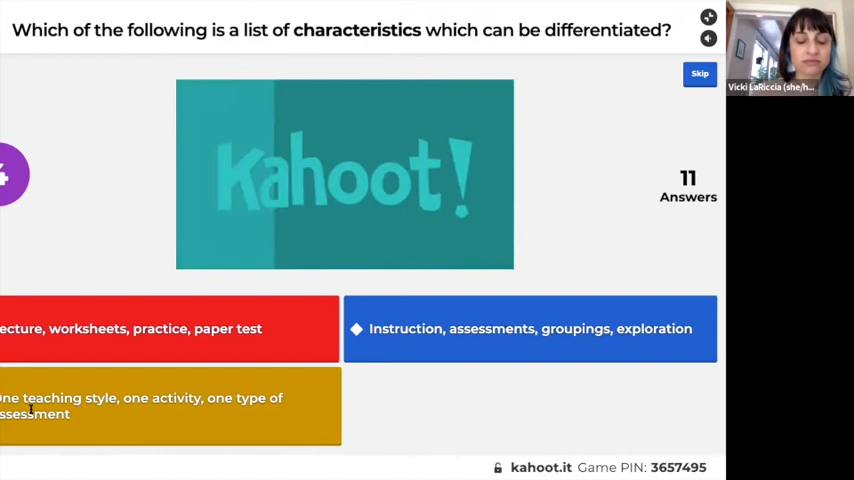 Which of the following is a list of characteristics which can be differentiated?
Skip
Vicki LaRiccia (she/h...
Kahoot!
4
11
Answers
ecture, worksheets, practice, paper test
Instruction, assessments, groupings, exploration
One teaching style, one activity, one type of
ssessment
kahoot.it Game PIN: 3657495